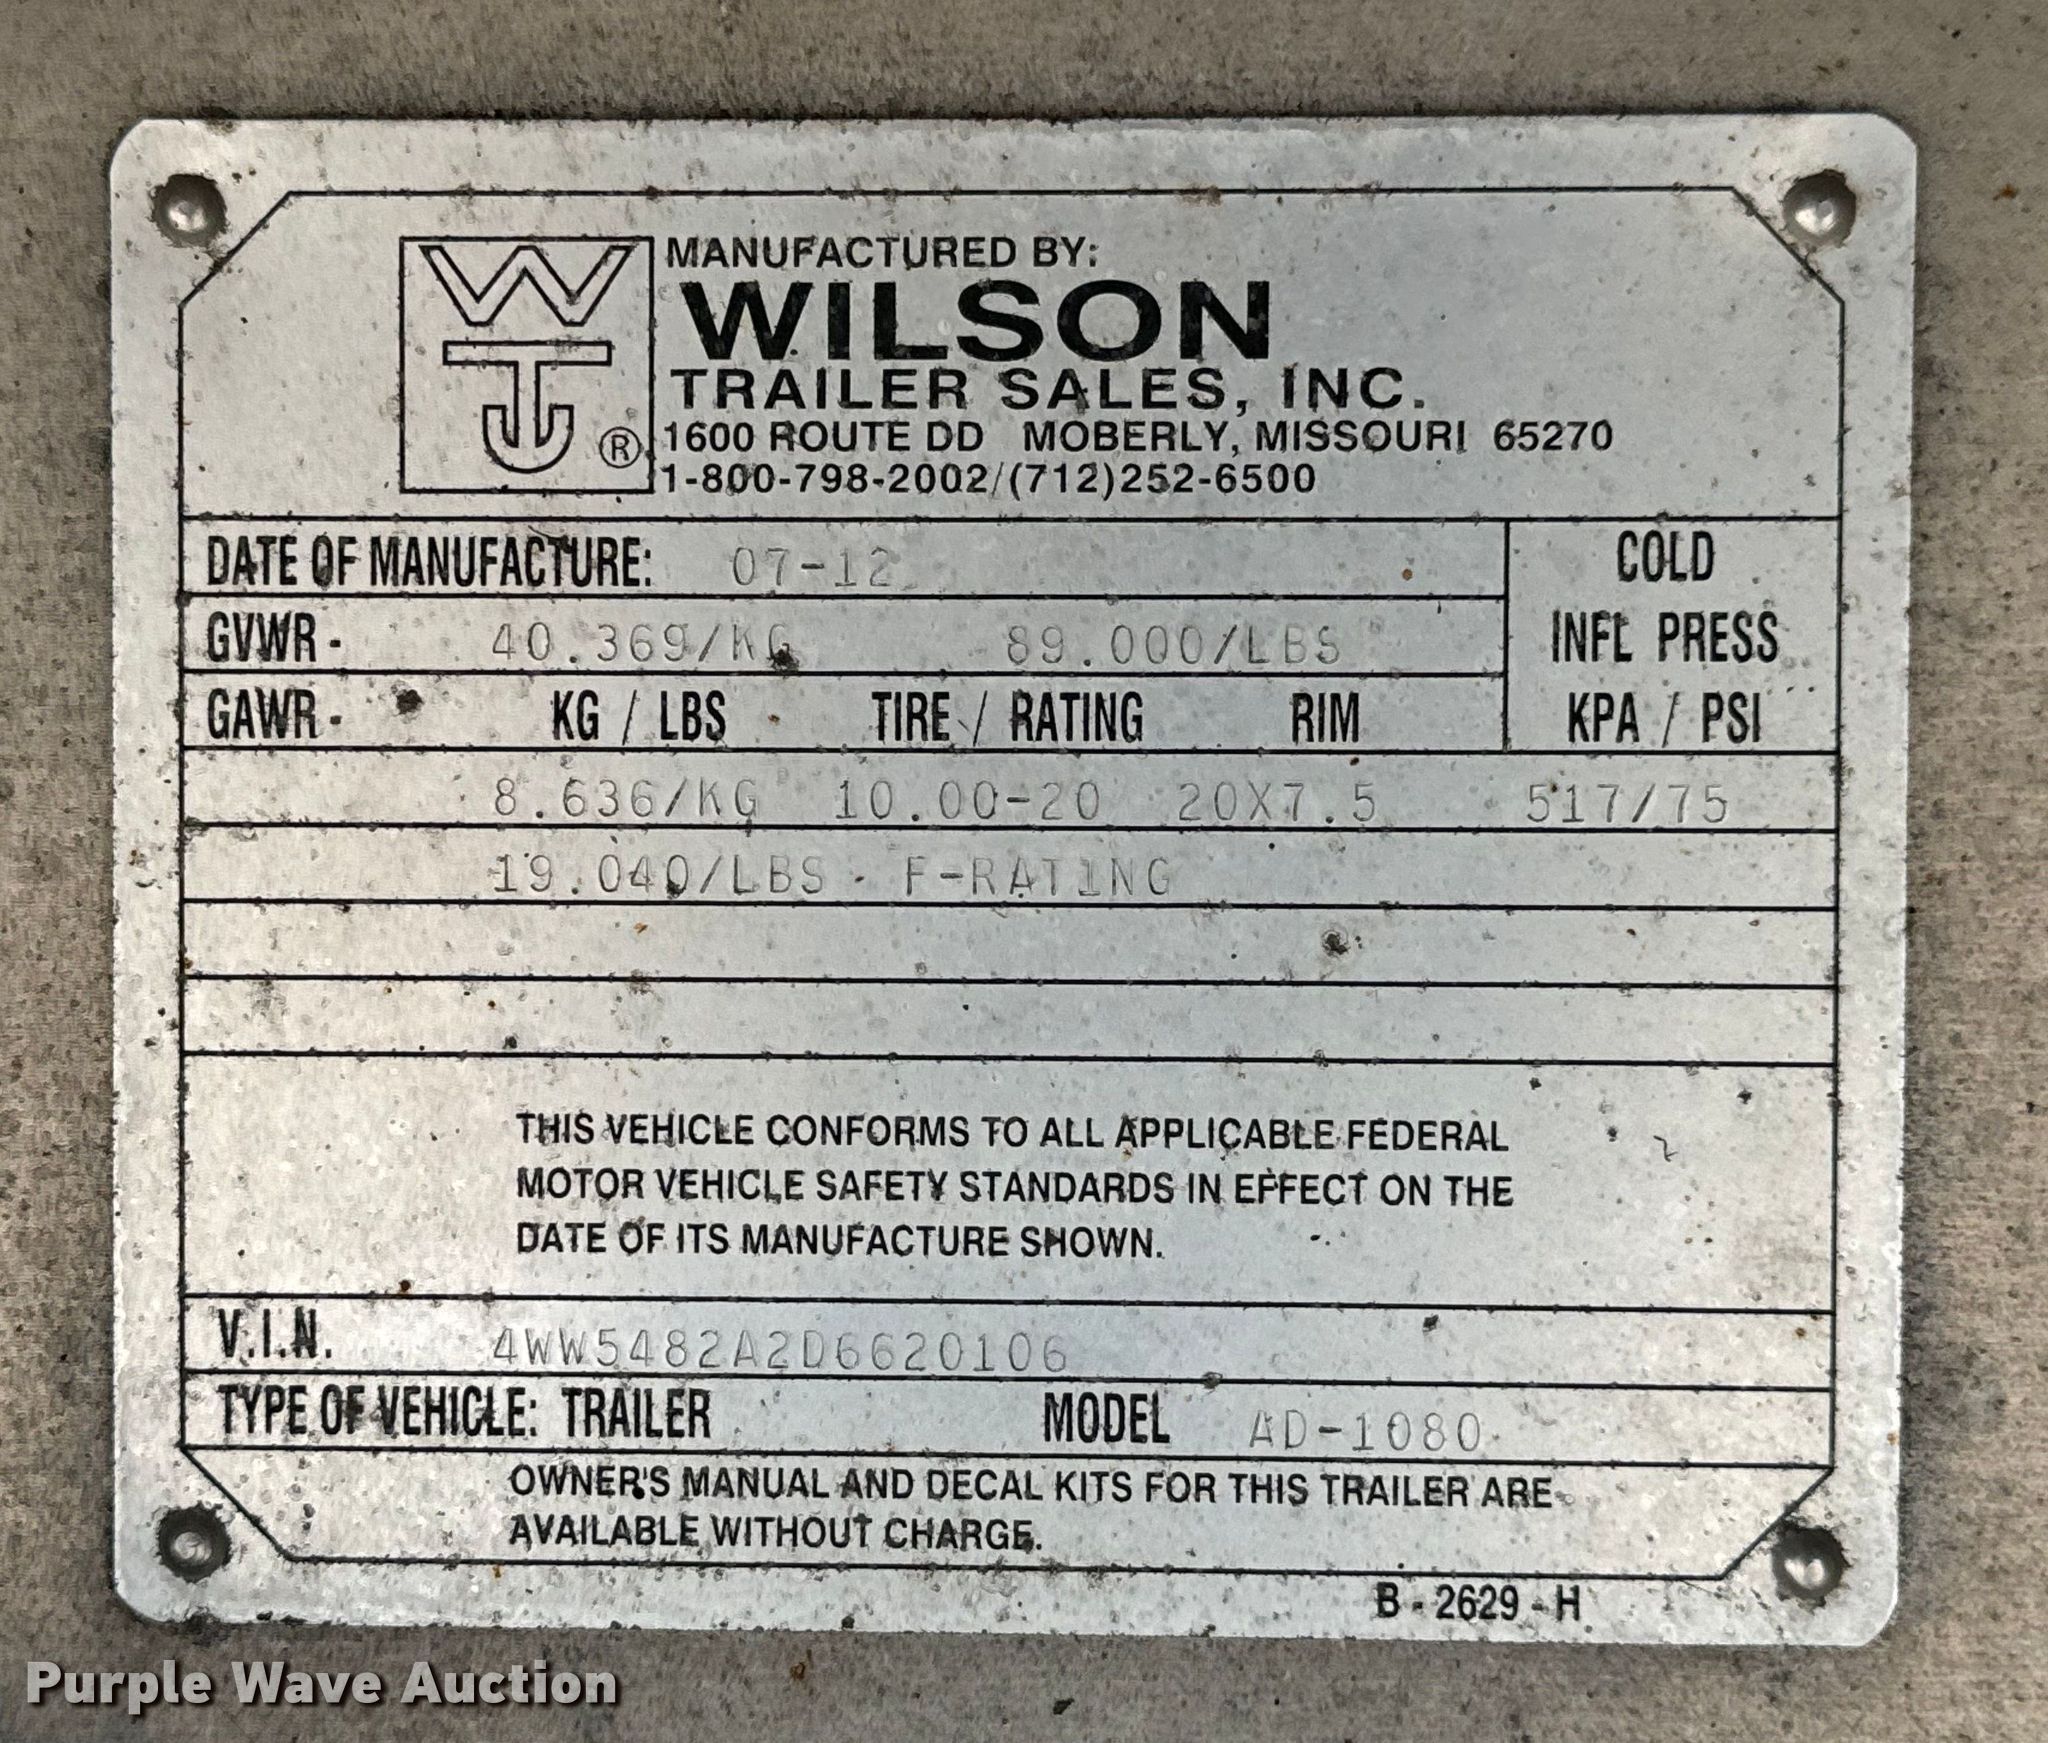 WTJ ®
MANUFACTURED BY:
WILSON
TRAILER SALES, INC.
1600 ROUTE DD MOBERLY, MISSOURI 65270
1-800-798-2002/(712)252-6500
DATE OF MANUFACTURE: 07-12
COLD
GVWR - 40.369/KG 89.000/LBS
INFL PRESS
GAWR - KG / LBS TIRE / RATING RIM KPA / PSI
8.636/KG 10.00-20 20X7.5 517/75
19.040/LBS F-RATING
THIS VEHICLE CONFORMS TO ALL APPLICABLE FEDERAL
MOTOR VEHICLE SAFETY STANDARDS IN EFFECT ON THE
DATE OF ITS MANUFACTURE SHOWN.
V.I.N. 4WW5482A2D6620106
TYPE OF VEHICLE: TRAILER MODEL AD-1080
OWNER'S MANUAL AND DECAL KITS FOR THIS TRAILER ARE
AVAILABLE WITHOUT CHARGE.
B - 2629 - H
Purple Wave Auction